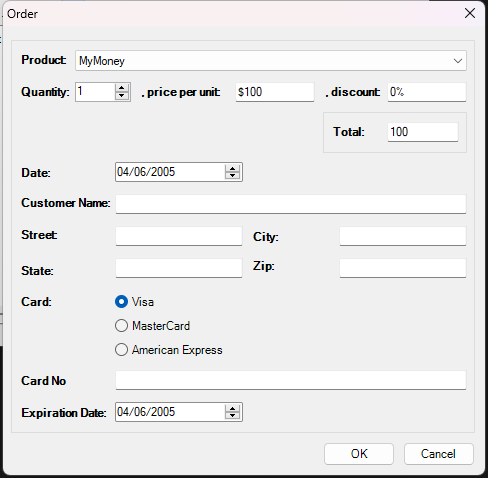 Order
Product: MyMoney
Quantity: 1 , price per unit: $100 , discount: 0%
Total: 100
Date: 04/06/2005
Customer Name:
Street: City:
State: Zip:
Card: Visa
MasterCard
American Express
Card No
Expiration Date: 04/06/2005
OK Cancel